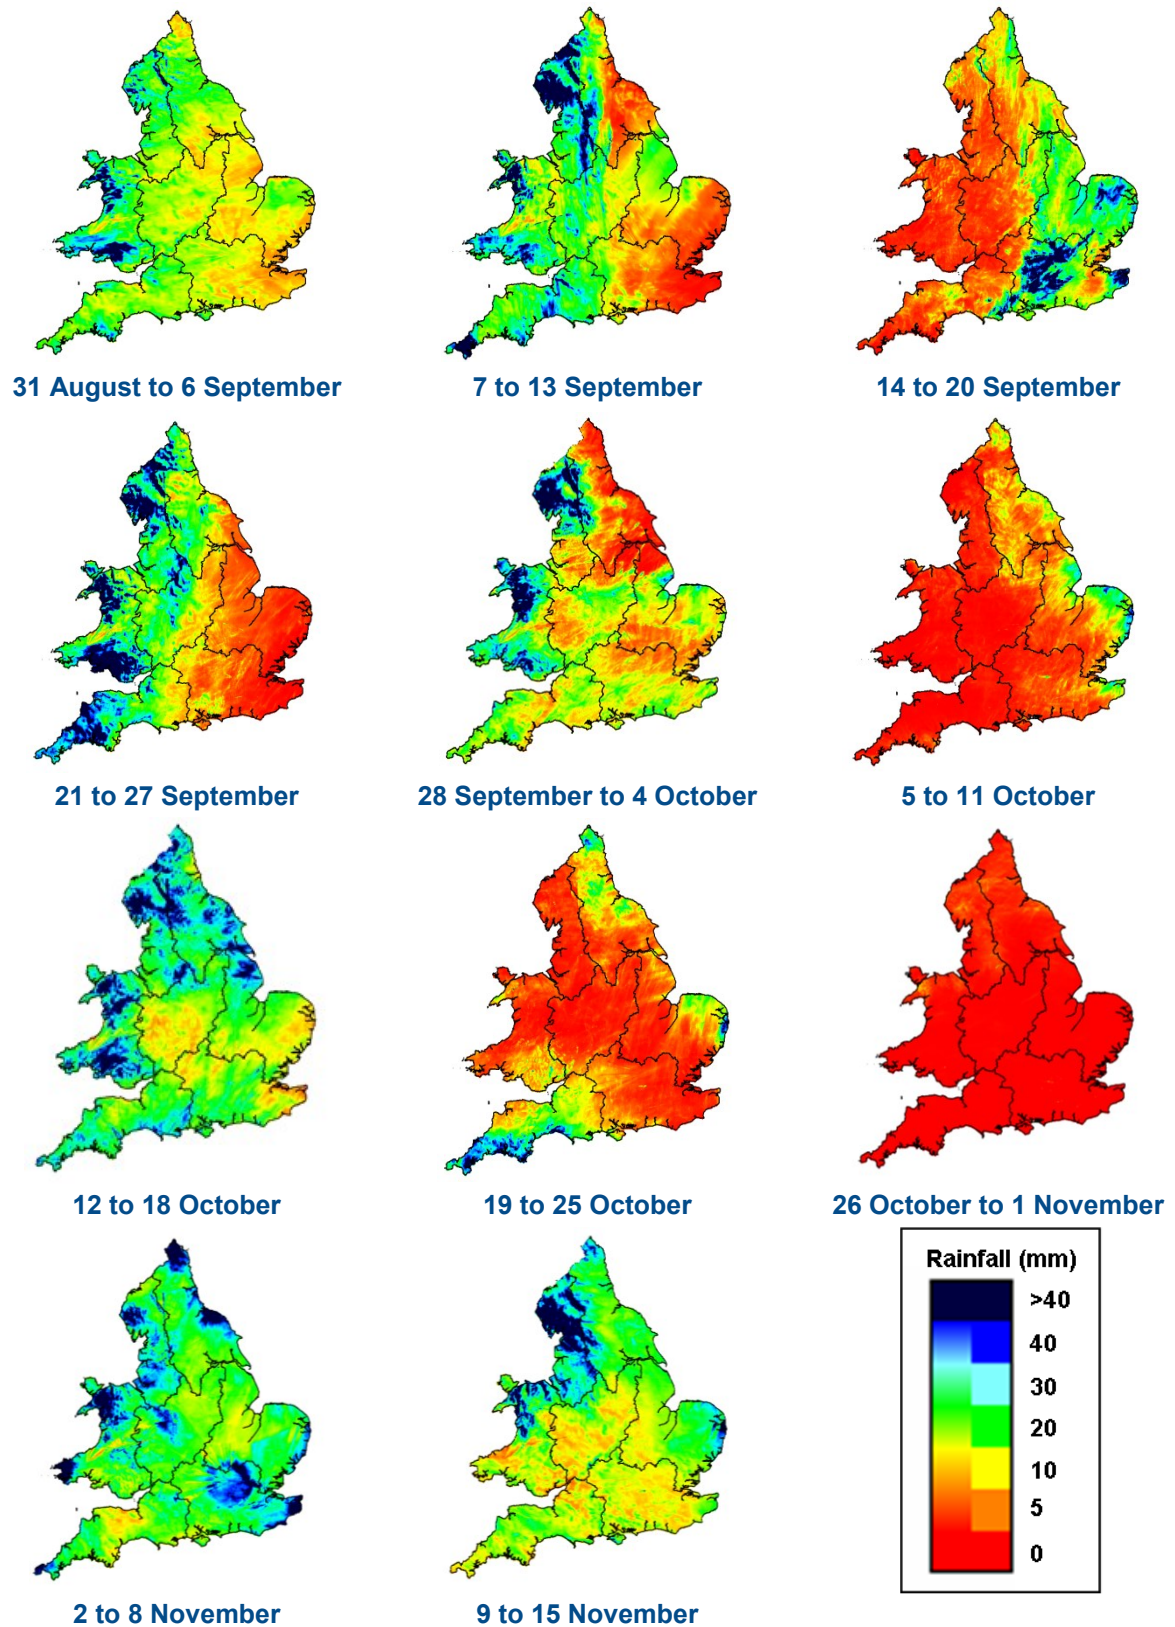 31 August to 6 September
7 to 13 September
14 to 20 September
21 to 27 September
28 September to 4 October
5 to 11 October
12 to 18 October
19 to 25 October
26 October to 1 November
Rainfall (mm)
>40
40
30
20
10
5
0
2 to 8 November
9 to 15 November